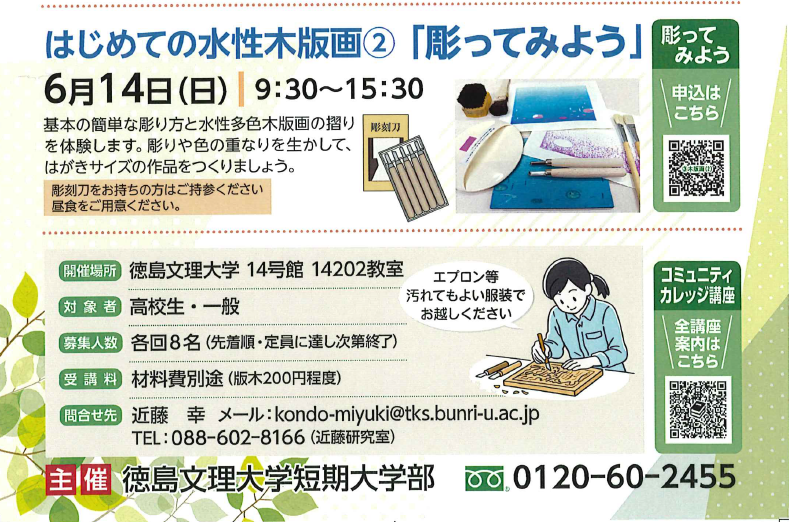 はじめての水性木版画②「彫ってみよう」
6月14日(日) 9:30～15:30
基本の簡単な彫り方と水性多色木版画の摺り
を体験します。彫りや色の重なりを生かして、
はがきサイズの作品をつくりましょう。
彫刻刀をお持ちの方はご持参ください
昼食をご用意ください。
彫刻刀
彫って
みよう
申込は
こちら
開催場所 徳島文理大学 14号館 14202教室
対象者 高校生・一般
募集人数 各回8名(先着順・定員に達し次第終了)
受講料 材料費別途(版木200円程度)
問合せ先 近藤 幸 メール:kondo-miyuki@tks.bunri-u.ac.jp
TEL:088-602-8166(近藤研究室)
エプロン等
汚れてもよい服装で
お越しください
コミュニティ
カレッジ講座
全講座
案内は
こちら
主催 徳島文理大学短期大学部 0120-60-2455